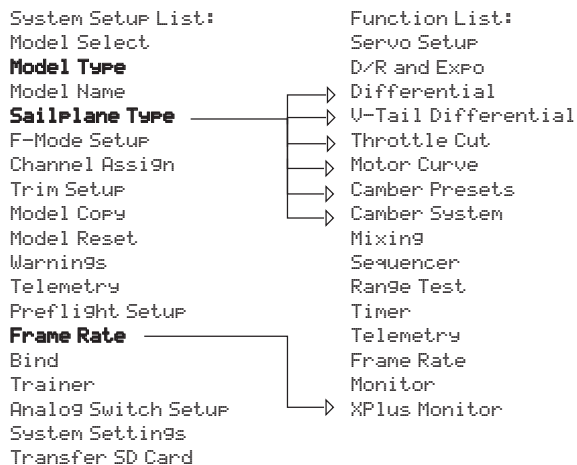 System Setup List:
Model Select
Model Type
Model Name
Sailplane Type
F-Mode Setup
Channel Assign
Trim Setup
Model Copy
Model Reset
Warnings
Telemetry
Preflight Setup
Frame Rate
Bind
Trainer
Analog Switch Setup
System Settings
Transfer SD Card
Function List:
Servo Setup
D/R and Expo
Differential
V-Tail Differential
Throttle Cut
Motor Curve
Camber Presets
Camber System
Mixing
Sequencer
Range Test
Timer
Telemetry
Frame Rate
Monitor
XPlus Monitor